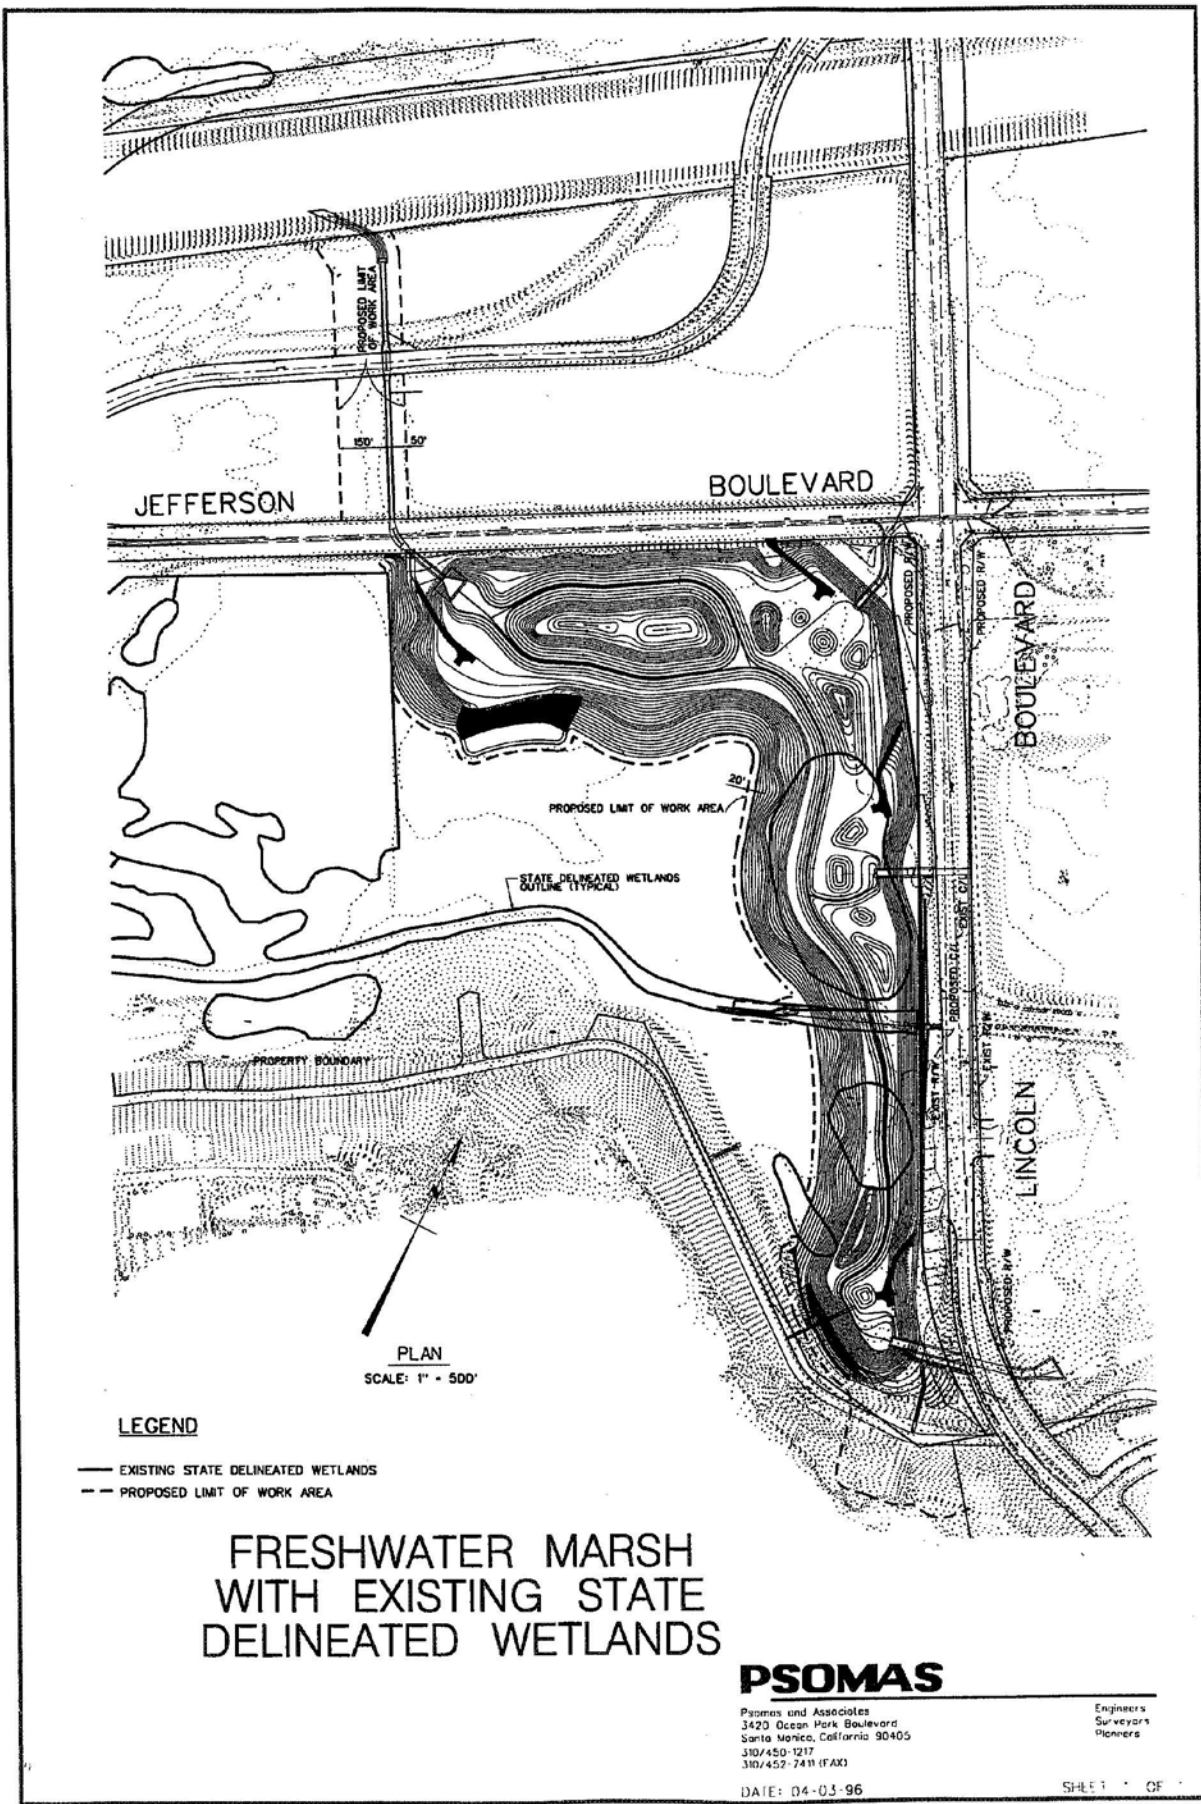 PROPOSED LIMIT
OF WORK AREA
150'
50'
JEFFERSON
BOULEVARD
PROPOSED R/W
PROPOSED R/W
BOULEVARD
20'
PROPOSED LIMIT OF WORK AREA
STATE DELINEATED WETLANDS
OUTLINE (TYPICAL)
EXIST C/L
PROPOSED C/L
EXIST R/W
EXIST R/W
PROPERTY BOUNDARY
LINCOLN
PROPOSED R/W
N
PLAN
SCALE: 1" = 500'
LEGEND
EXISTING STATE DELINEATED WETLANDS
PROPOSED LIMIT OF WORK AREA
FRESHWATER MARSH
WITH EXISTING STATE
DELINEATED WETLANDS
PSOMAS
Psomas and Associates
3420 Ocean Park Boulevard
Santa Monica, California 90405
310/450-1217
310/452-7411 (FAX)
Engineers
Surveyors
Planners
DATE: 04-03-96
SHEET OF